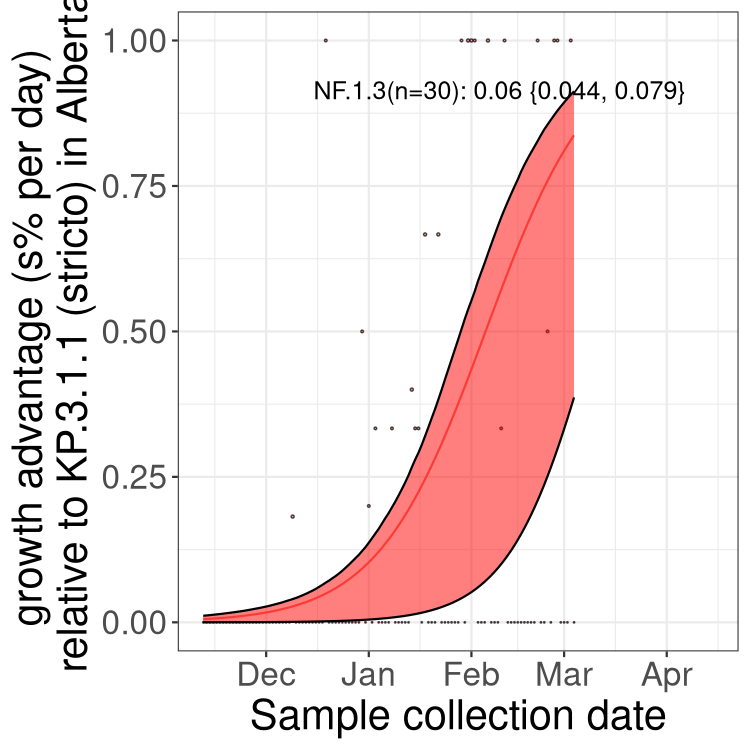 growth advantage (s% per day)
relative to KP.3.1.1 (stricto) in Alberta
1.00
0.75
0.50
0.25
0.00
NF.1.3(n=30): 0.06 {0.044, 0.079}
Dec Jan Feb Mar Apr
Sample collection date